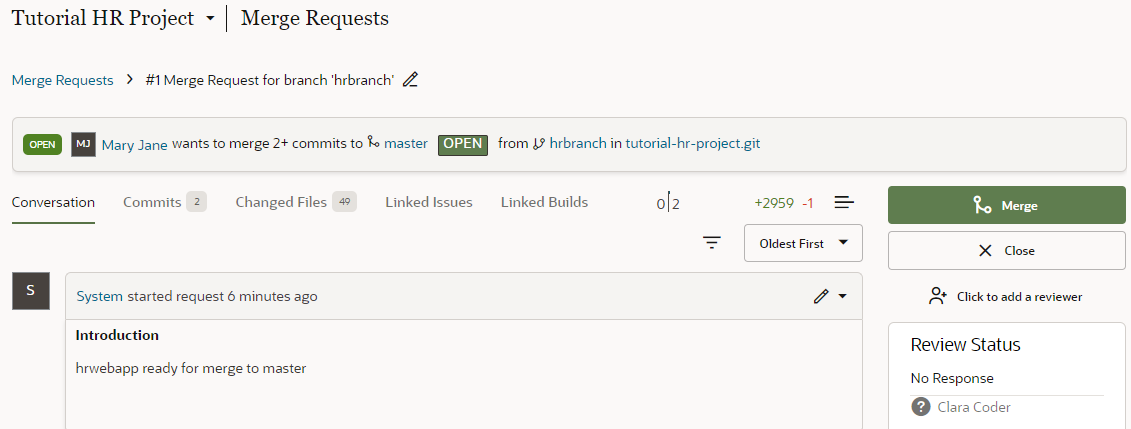 Tutorial HR Project Merge Requests
Merge Requests > #1 Merge Request for branch 'hrbranch'
OPEN MJ Mary Jane wants to merge 2+ commits to master OPEN from hrbranch in tutorial-hr-project.git
Conversation Commits 2 Changed Files 49 Linked Issues Linked Builds 0|2 +2959 -1
Merge
Oldest First
Close
S
System started request 6 minutes ago
Click to add a reviewer
Introduction
hrwebapp ready for merge to master
Review Status
No Response
? Clara Coder